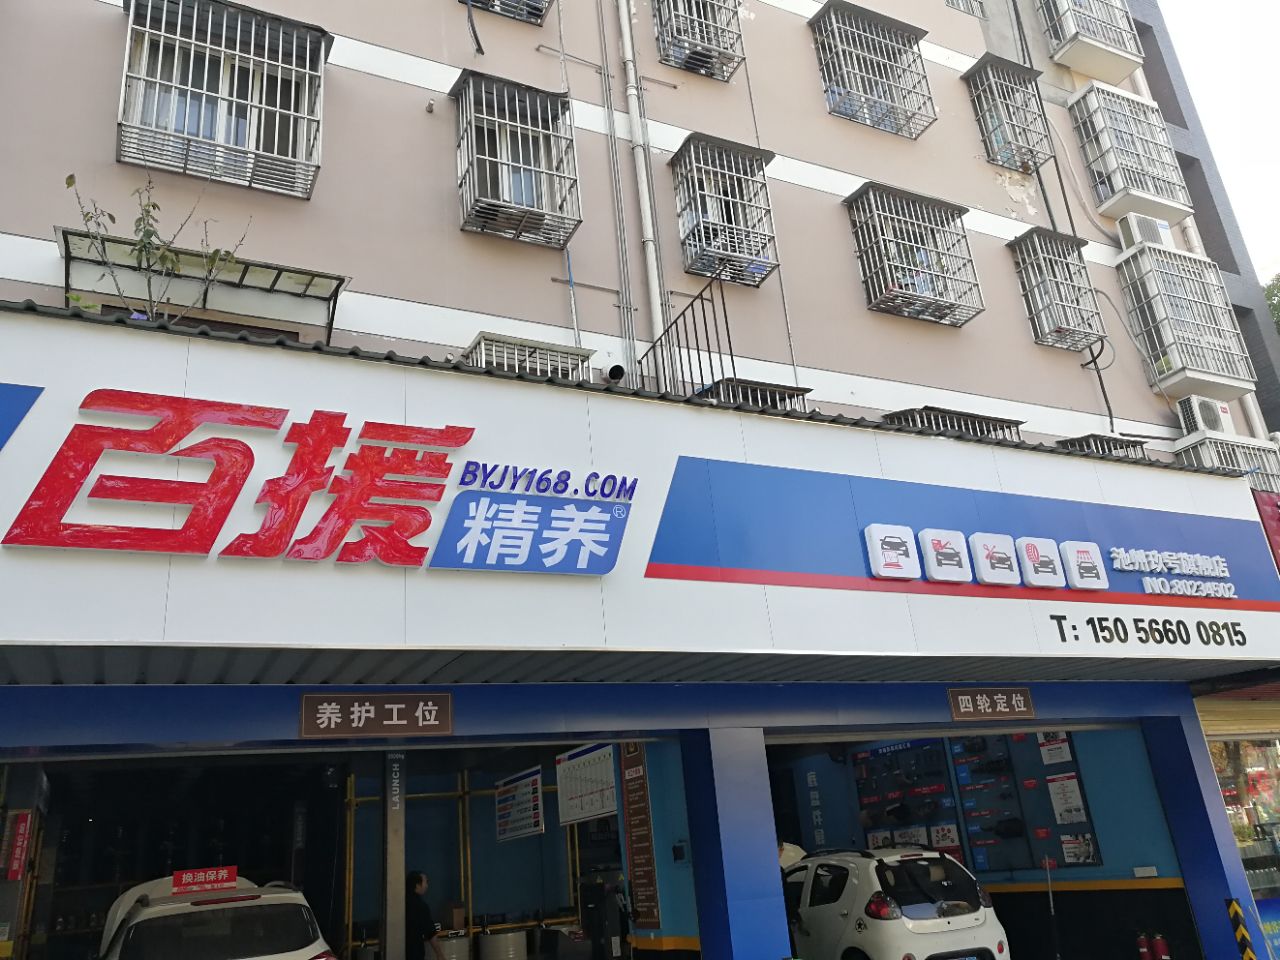 百援
BYJY168.COM
精养®
池州玖号旗舰店
NO.80234502
T: 150 5660 0815
养护工位
四轮定位
LAUNCH
换油保养